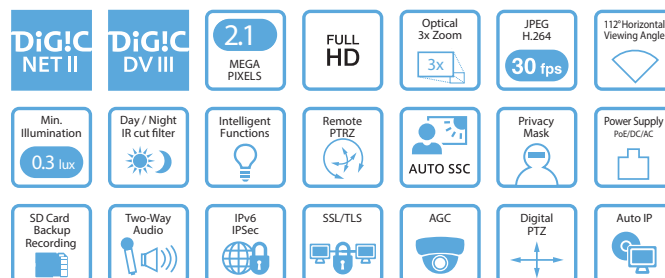 DiG!C
NET II
DiG!C
DV III
2.1
MEGA
PIXELS
FULL
HD
Optical
3x Zoom
3x
JPEG
H.264
30 fps
112° Horizontal
Viewing Angle
Min.
Illumination
0.3 lux
Day / Night
IR cut filter
Intelligent
Functions
Remote
PTRZ
AUTO SSC
Privacy
Mask
Power Supply
PoE/DC/AC
SD Card
Backup
Recording
Two-Way
Audio
IPv6
IPSec
SSL/TLS
AGC
Digital
PTZ
Auto IP